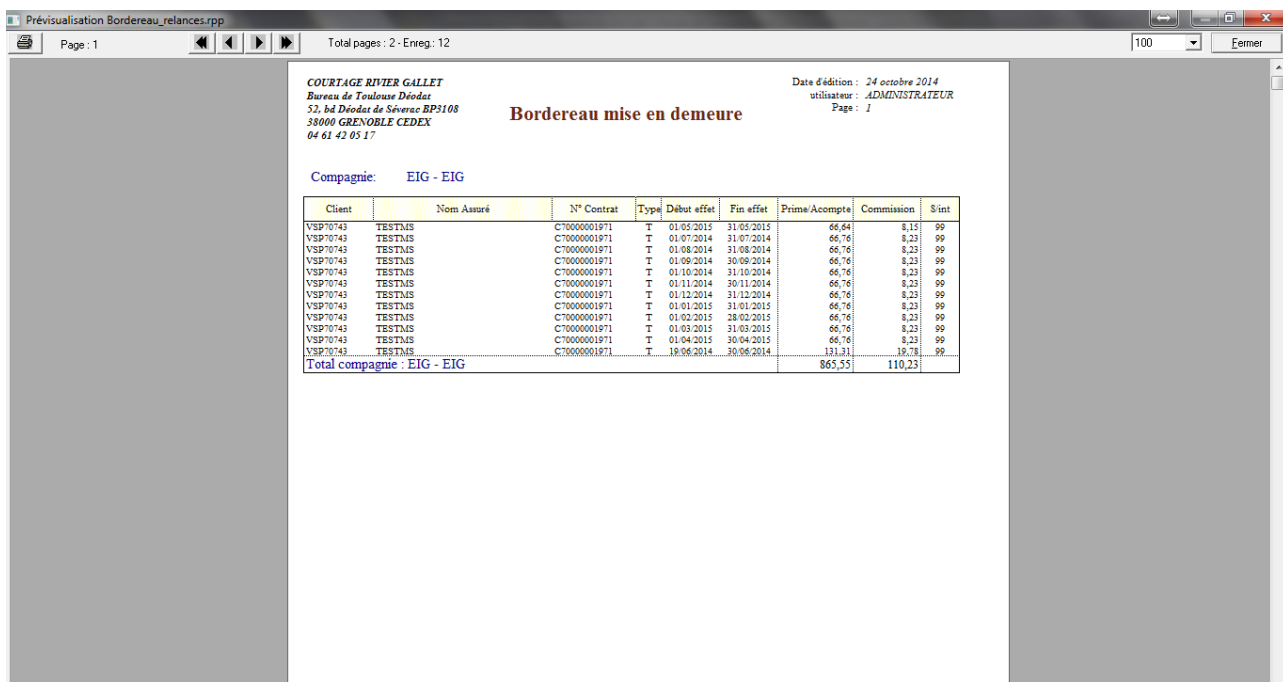 Prévisualisation Bordereau_relances.rpp
Page : 1 Total pages : 2 - Enreg.: 12 100 Fermer
COURTAGE RIVIER GALLET Date d'édition : 24 octobre 2014
Bureau de Toulouse Déodat utilisateur : ADMINISTRATEUR
52, bd Déodat de Séverac BP3108 Bordereau mise en demeure Page : 1
38000 GRENOBLE CEDEX
04 61 42 05 17
Compagnie: EIG - EIG
Client Nom Assuré N° Contrat Type Début effet Fin effet Prime/Acompte Commission S/int
VSP70743 TESTMS C70000001971 T 01/05/2015 31/05/2015 66,64 8,15 99
VSP70743 TESTMS C70000001971 T 01/07/2014 31/07/2014 66,76 8,23 99
VSP70743 TESTMS C70000001971 T 01/08/2014 31/08/2014 66,76 8,23 99
VSP70743 TESTMS C70000001971 T 01/09/2014 30/09/2014 66,76 8,23 99
VSP70743 TESTMS C70000001971 T 01/10/2014 31/10/2014 66,76 8,23 99
VSP70743 TESTMS C70000001971 T 01/11/2014 30/11/2014 66,76 8,23 99
VSP70743 TESTMS C70000001971 T 01/12/2014 31/12/2014 66,76 8,23 99
VSP70743 TESTMS C70000001971 T 01/01/2015 31/01/2015 66,76 8,23 99
VSP70743 TESTMS C70000001971 T 01/02/2015 28/02/2015 66,76 8,23 99
VSP70743 TESTMS C70000001971 T 01/03/2015 31/03/2015 66,76 8,23 99
VSP70743 TESTMS C70000001971 T 01/04/2015 30/04/2015 66,76 8,23 99
VSP70743 TESTMS C70000001971 T 19/06/2014 30/06/2014 131,31 19,78 99
Total compagnie : EIG - EIG 865,55 110,23